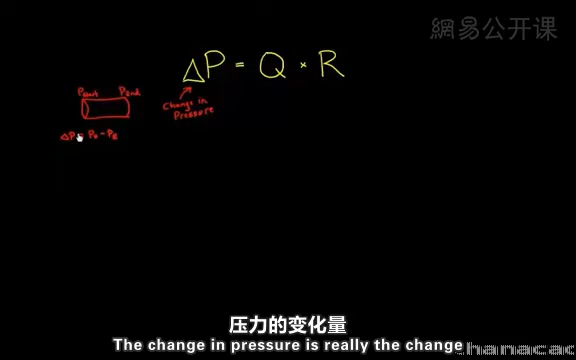 網易公开课
ΔP = Q × R
Pstart Pend
Change in
Pressure
ΔP = Ps - PE
压力的变化量
The change in pressure is really the change